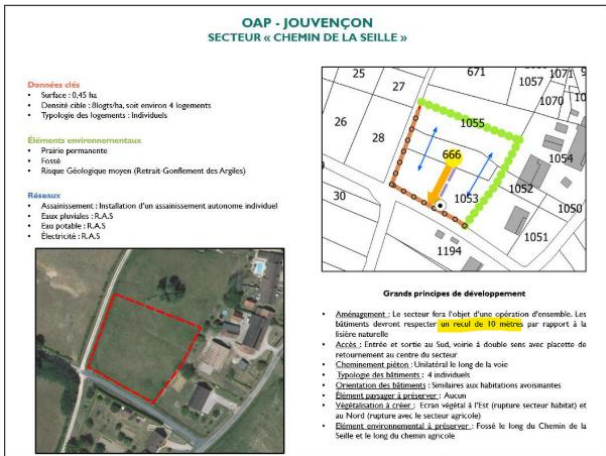 OAP - JOUVENÇON
SECTEUR « CHEMIN DE LA SEILLE »
Données clés
• Surface : 0,45 ha
• Densité cible : 8logts/ha, soit environ 4 logements
• Typologie des logements : Individuels
Éléments environnementaux
• Prairie permanente
• Fossé
• Risque Géologique moyen (Retrait-Gonflement des Argiles)
Réseaux
• Assainissement : Installation d'un assainissement autonome individuel
• Eaux pluviales : R.A.S
• Eau potable : R.A.S
• Électricité : R.A.S
25
27
671
1057
1071
1070
26
28
1055
666
1054
1052
30
1053
1050
1051
1194
Grands principes de développement
• Aménagement : Le secteur fera l'objet d'une opération d'ensemble. Les
bâtiments devront respecter un recul de 10 mètres par rapport à la
lisière naturelle
• Accès : Entrée et sortie au Sud, voirie à double sens avec placette de
retournement au centre du secteur
• Cheminement piéton : Unilatéral le long de la voie
• Typologie des bâtiments : 4 individuels
• Orientation des bâtiments : Similaires aux habitations avoisinantes
• Élément paysager à préserver : Aucun
• Végétalisation à créer : Ecran végétal à l'Est (rupture secteur habitat) et
au Nord (rupture avec le secteur agricole)
• Elément environnemental à préserver : Fossé le long du Chemin de la
Seille et le long du chemin agricole